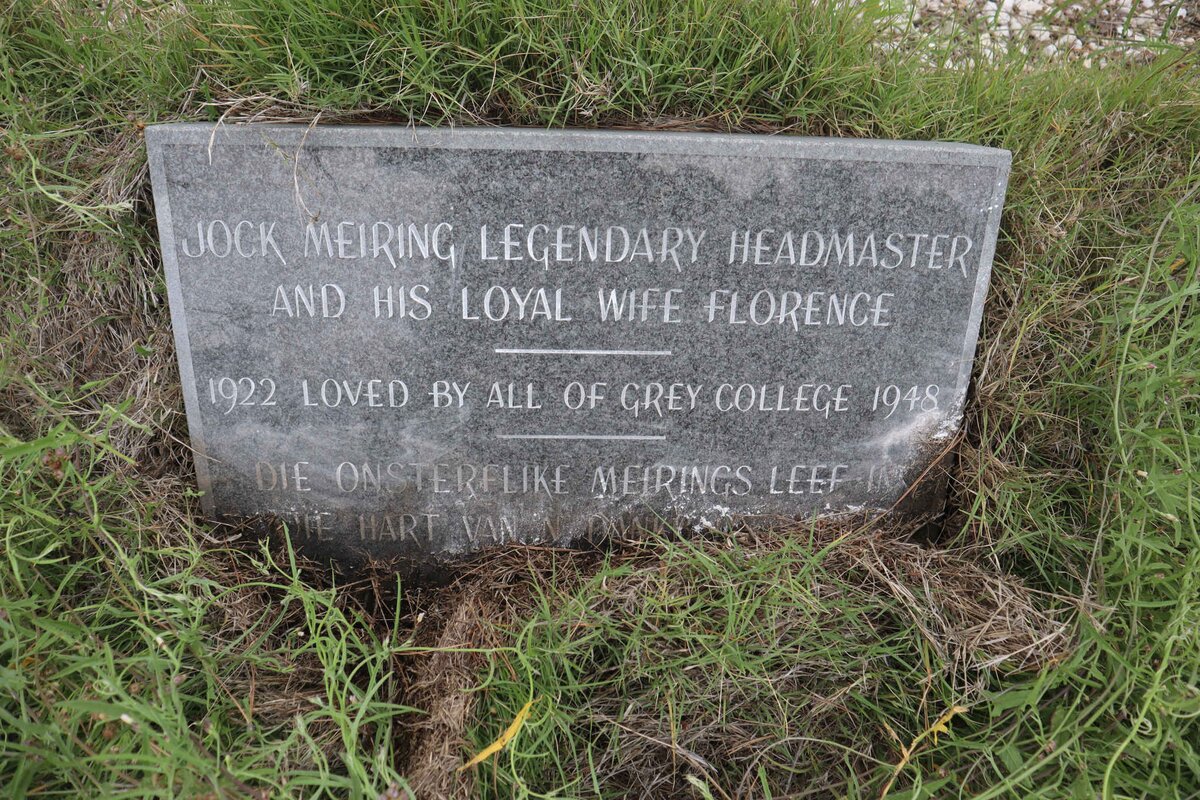 JOCK MEIRING LEGENDARY HEADMASTER
AND HIS LOYAL WIFE FLORENCE
1922 LOVED BY ALL OF GREY COLLEGE 1948
DIE ONSTERFLIKE MEIRINGS LEEF IN
DIE HART VAN 'N